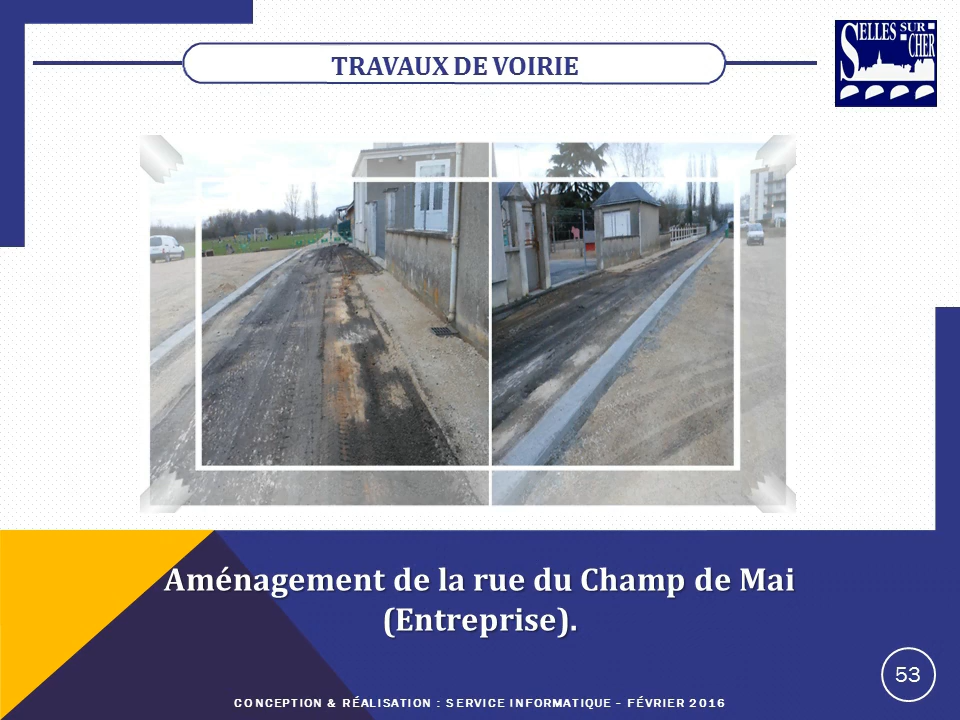 SELLES SUR
CHER
TRAVAUX DE VOIRIE
Aménagement de la rue du Champ de Mai
(Entreprise).
53
CONCEPTION & RÉALISATION : SERVICE INFORMATIQUE - FÉVRIER 2016